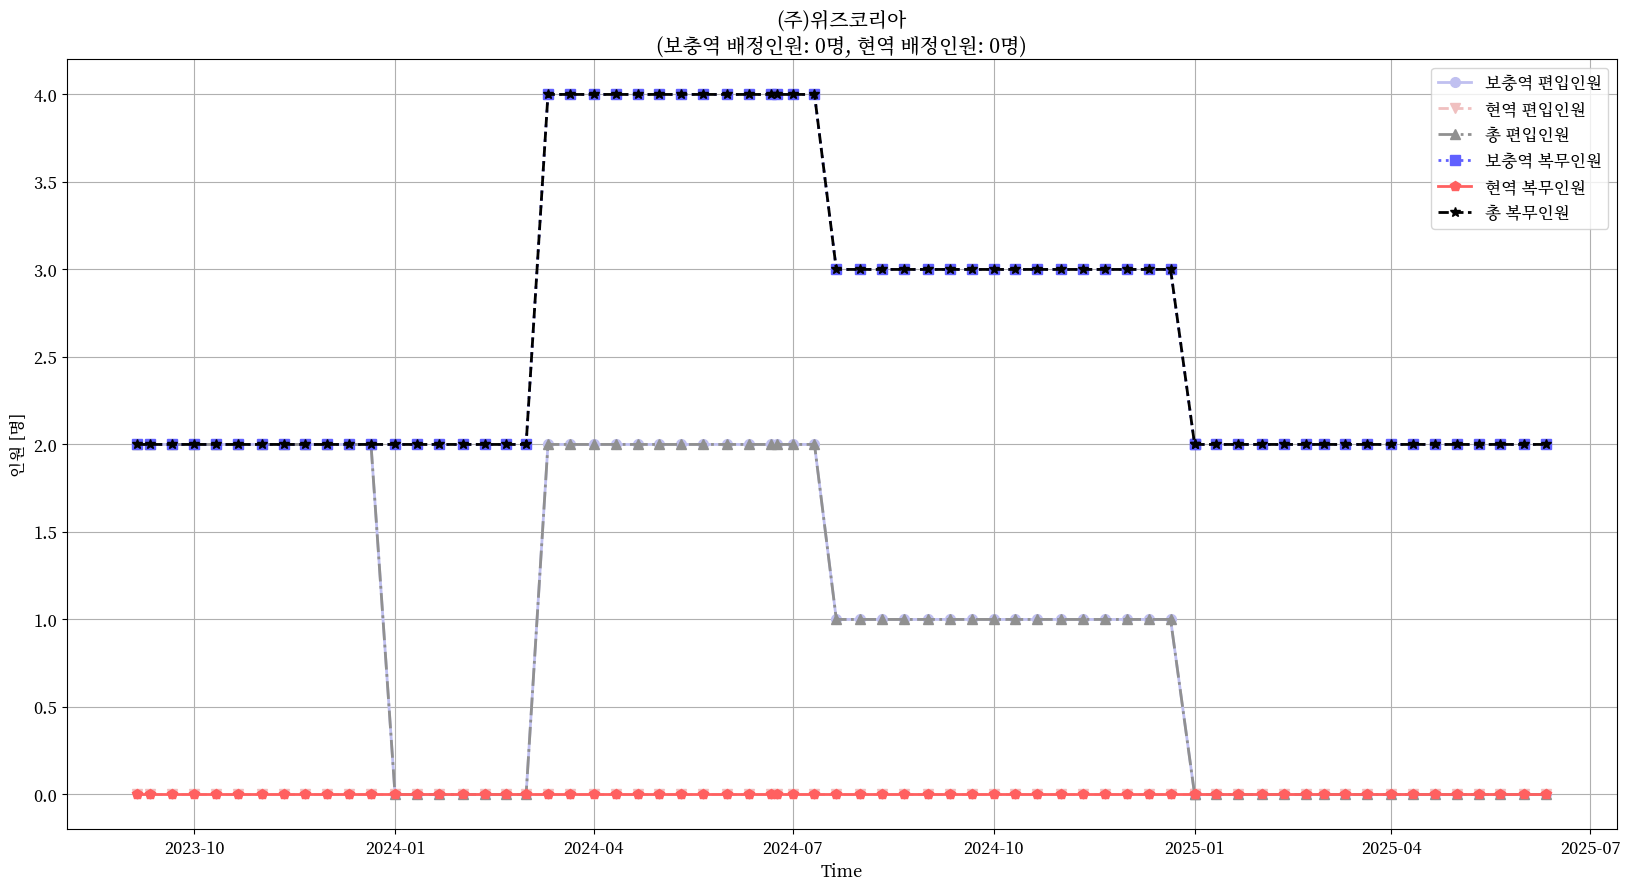 (주)위즈코리아
(보충역 배정인원: 0명, 현역 배정인원: 0명)
보충역 편입인원
현역 편입인원
총 편입인원
보충역 복무인원
현역 복무인원
총 복무인원
4.0
3.5
3.0
2.5
2.0
1.5
1.0
0.5
0.0
인원 [명]
2023-10
2024-01
2024-04
2024-07
2024-10
2025-01
2025-04
2025-07
Time